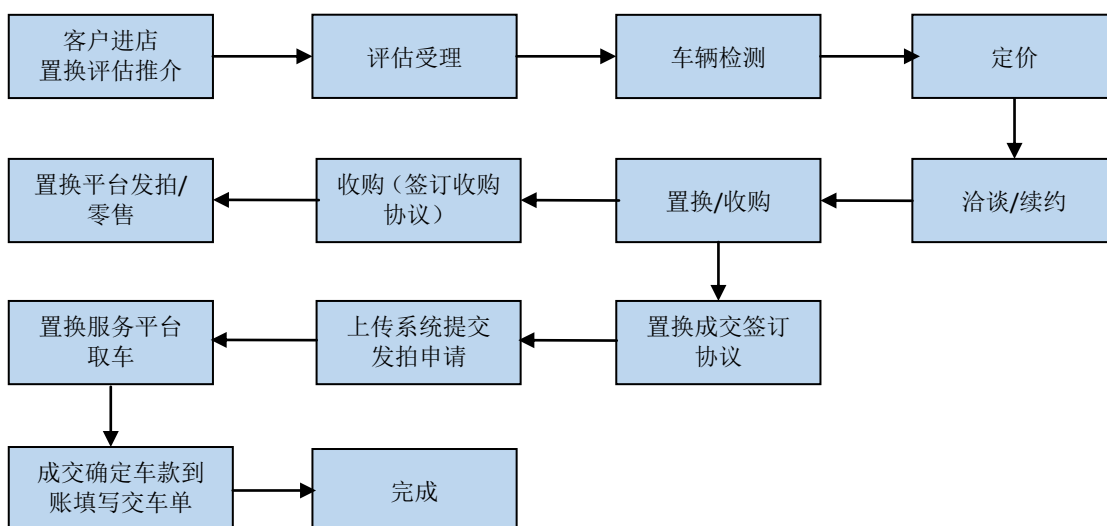 客户进店
置换评估推介
评估受理
车辆检测
定价
置换平台发拍/
零售
收购（签订收购
协议）
置换/收购
洽谈/续约
置换服务平台
取车
上传系统提交
发拍申请
置换成交签订
协议
成交确定车款到
账填写交车单
完成